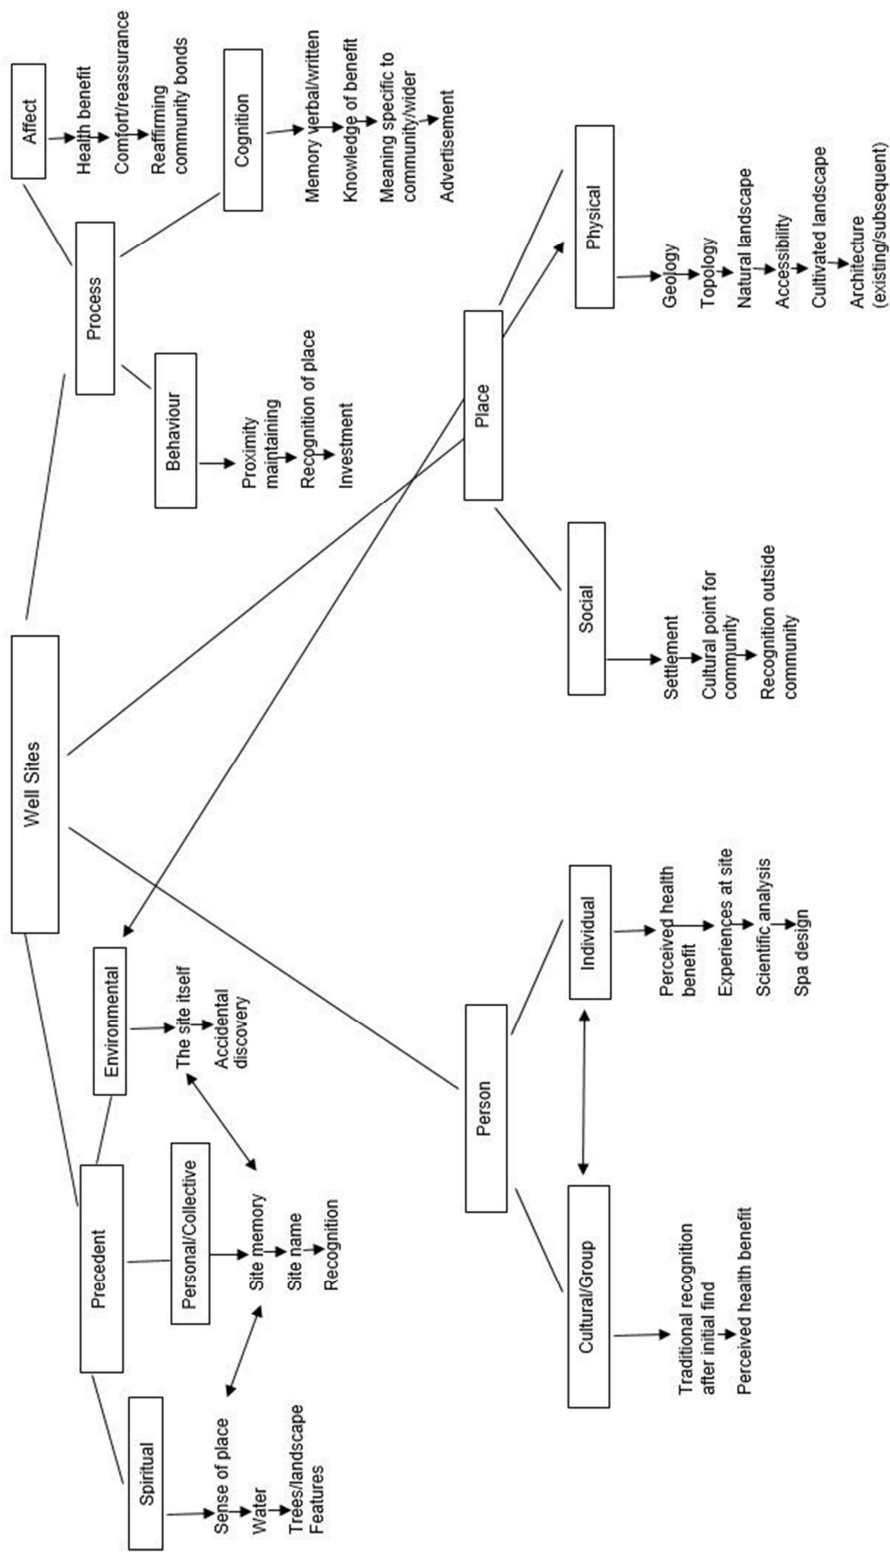 Well Sites
Precedent
Spiritual
Sense of place
Water
Trees/landscape
Features
Personal/Collective
Site memory
Site name
Recognition
Environmental
The site itself
Accidental
discovery
Process
Behaviour
Proximity
maintaining
Recognition of place
Investment
Affect
Health benefit
Comfort/reassurance
Reaffirming
community bonds
Cognition
Memory verbal/written
Knowledge of benefit
Meaning specific to
community/wider
Advertisement
Person
Cultural/Group
Traditional recognition
after initial find
Perceived health benefit
Individual
Perceived health
benefit
Experiences at site
Scientific analysis
Spa design
Place
Social
Settlement
Cultural point for
community
Recognition outside
community
Physical
Geology
Topology
Natural landscape
Accessibility
Cultivated landscape
Architecture
(existing/subsequent)